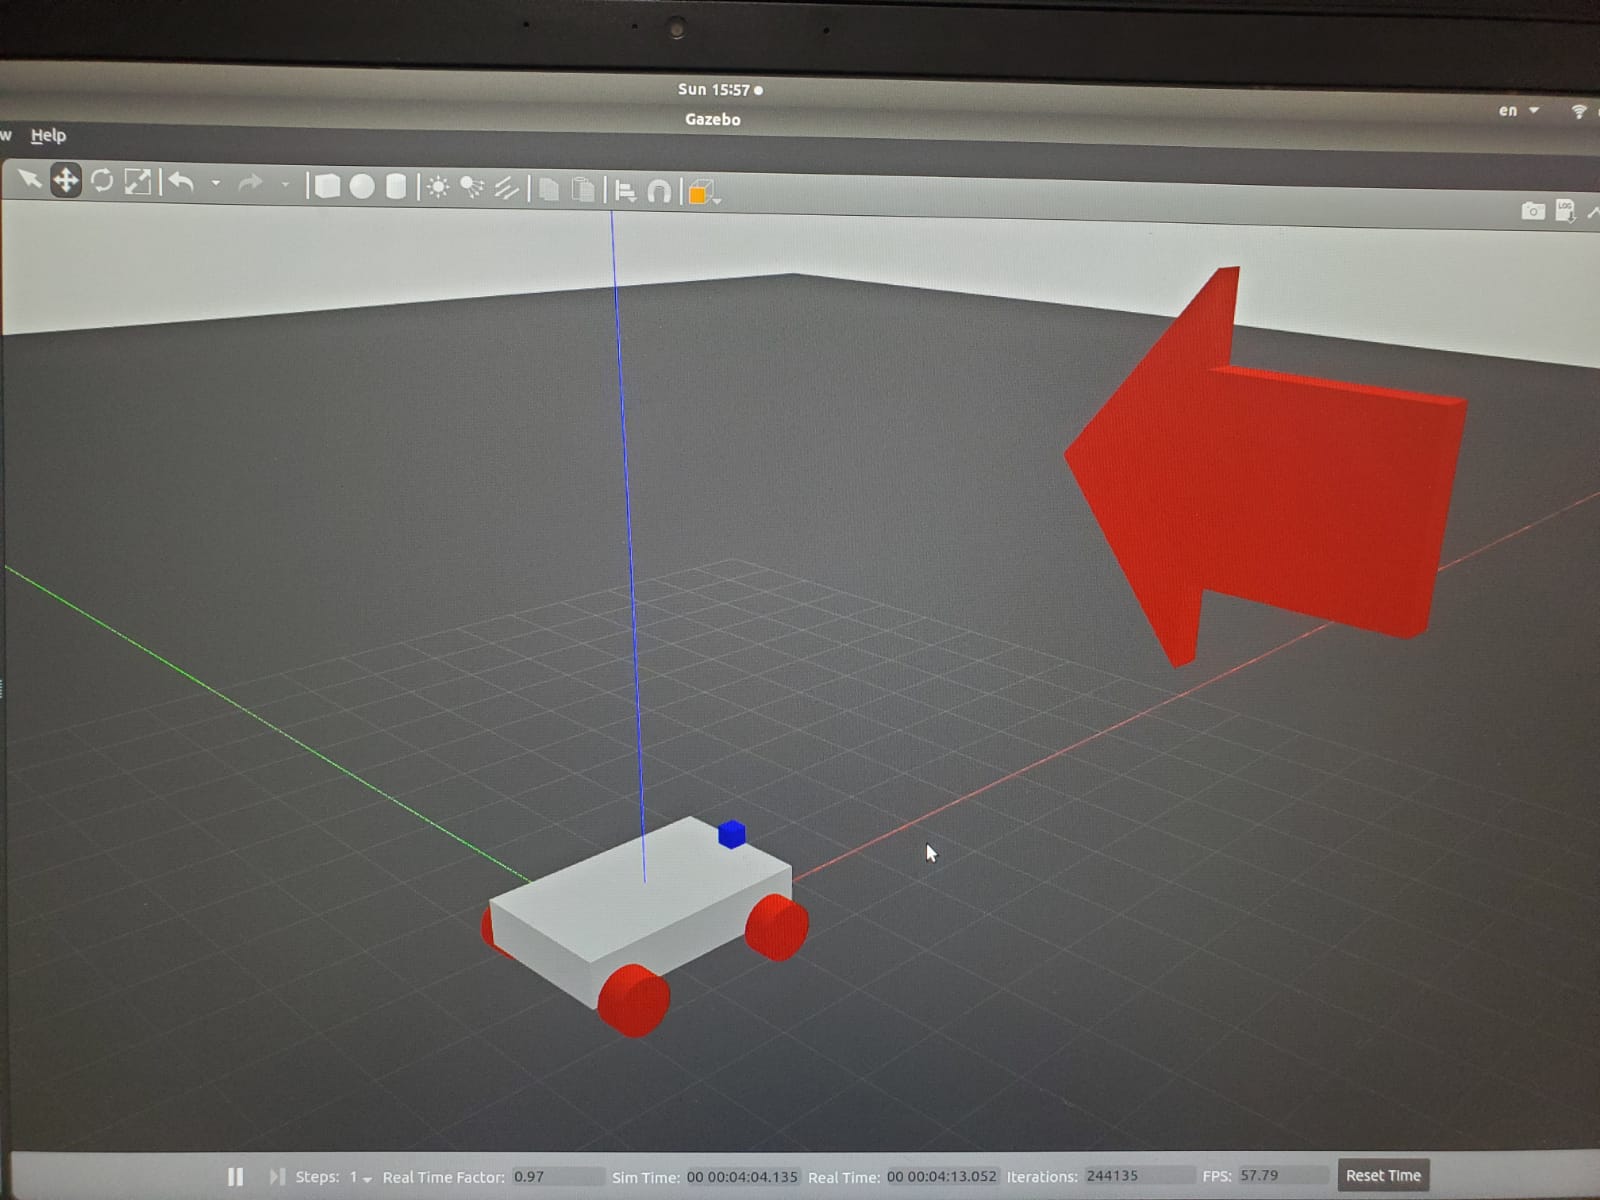 Sun 15:57
en
Gazebo
w Help
LOG
Steps: 1 Real Time Factor: 0.97 Sim Time: 00 00:04:04.135 Real Time: 00 00:04:13.052 Iterations: 244135 FPS: 57.79 Reset Time